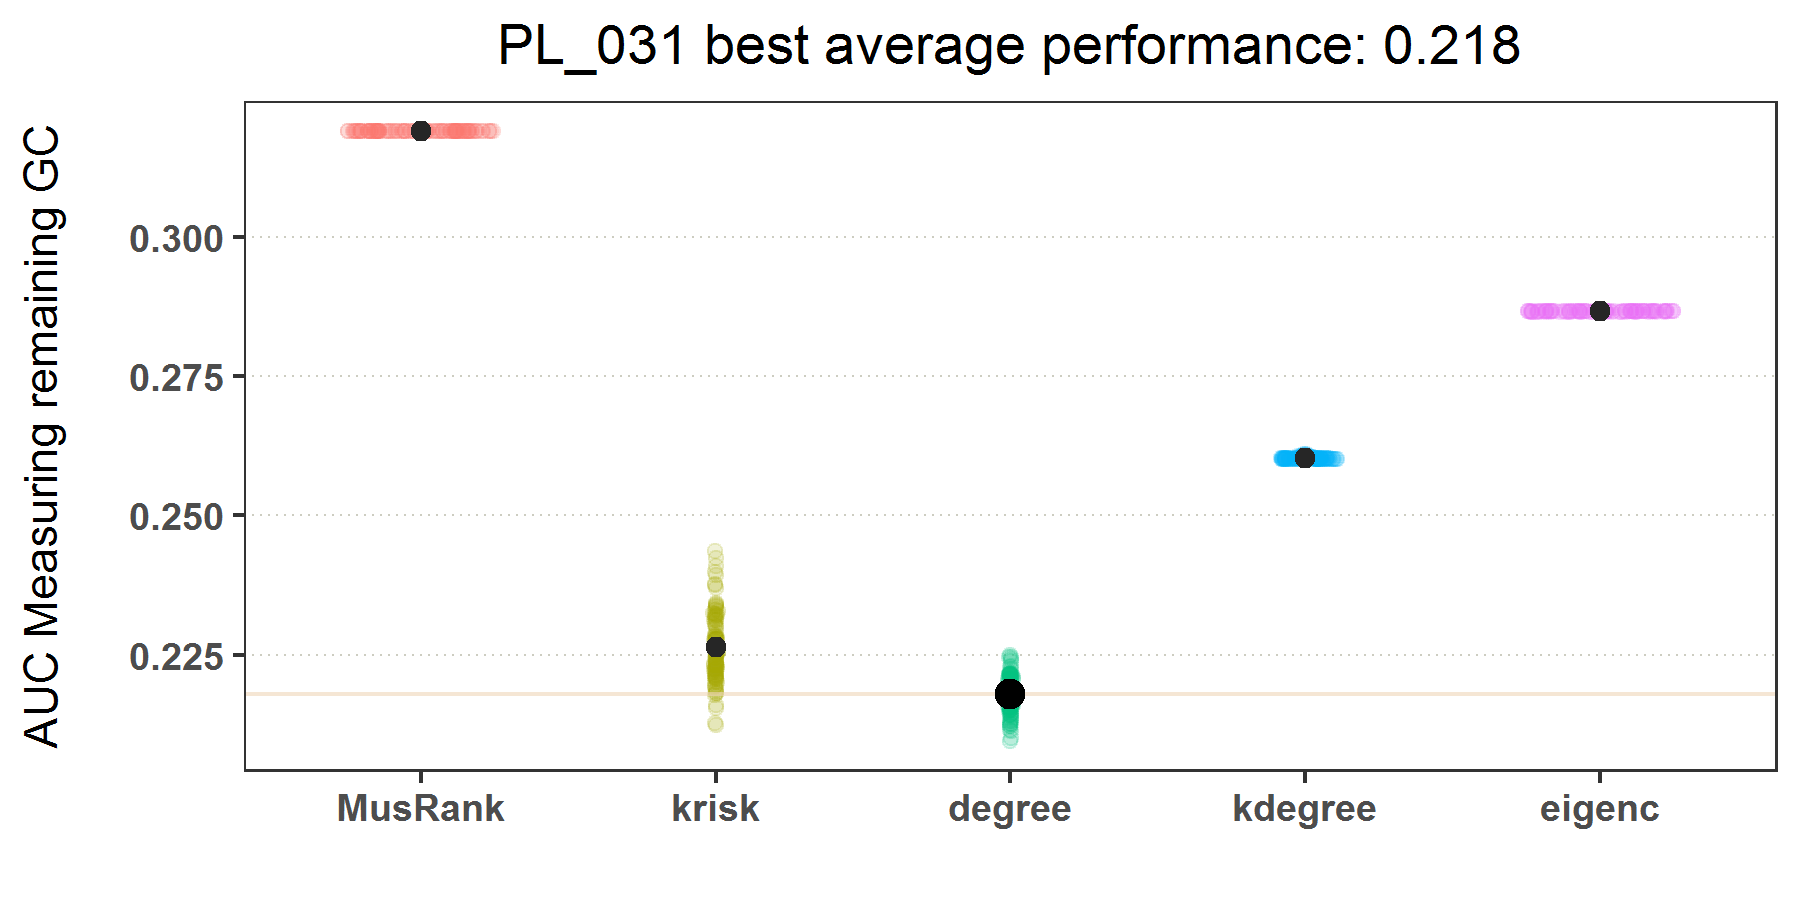 PL_031 best average performance: 0.218
AUC Measuring remaining GC
0.300
0.275
0.250
0.225
MusRank krisk degree kdegree eigenc